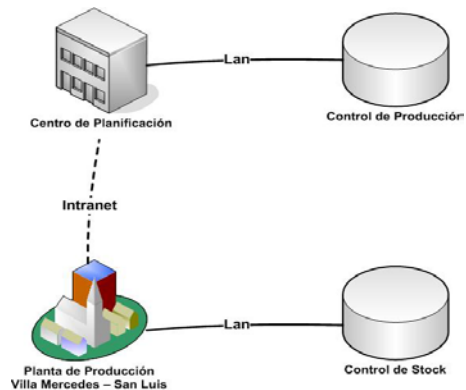 Lan
Centro de Planificación
Control de Producción
Intranet
Lan
Planta de Producción
Villa Mercedes – San Luis
Control de Stock